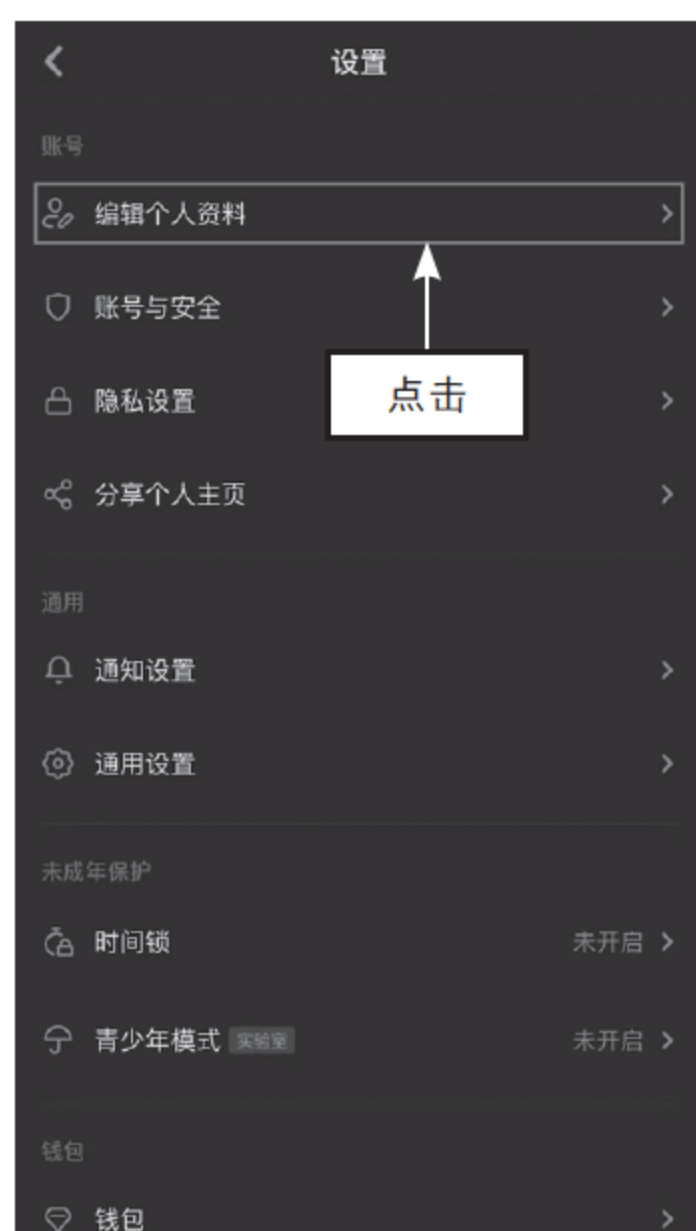 设置
账号
编辑个人资料
账号与安全
点击
隐私设置
分享个人主页
通用
通知设置
通用设置
未成年保护
时间锁 未开启
青少年模式 实验室 未开启
钱包
钱包